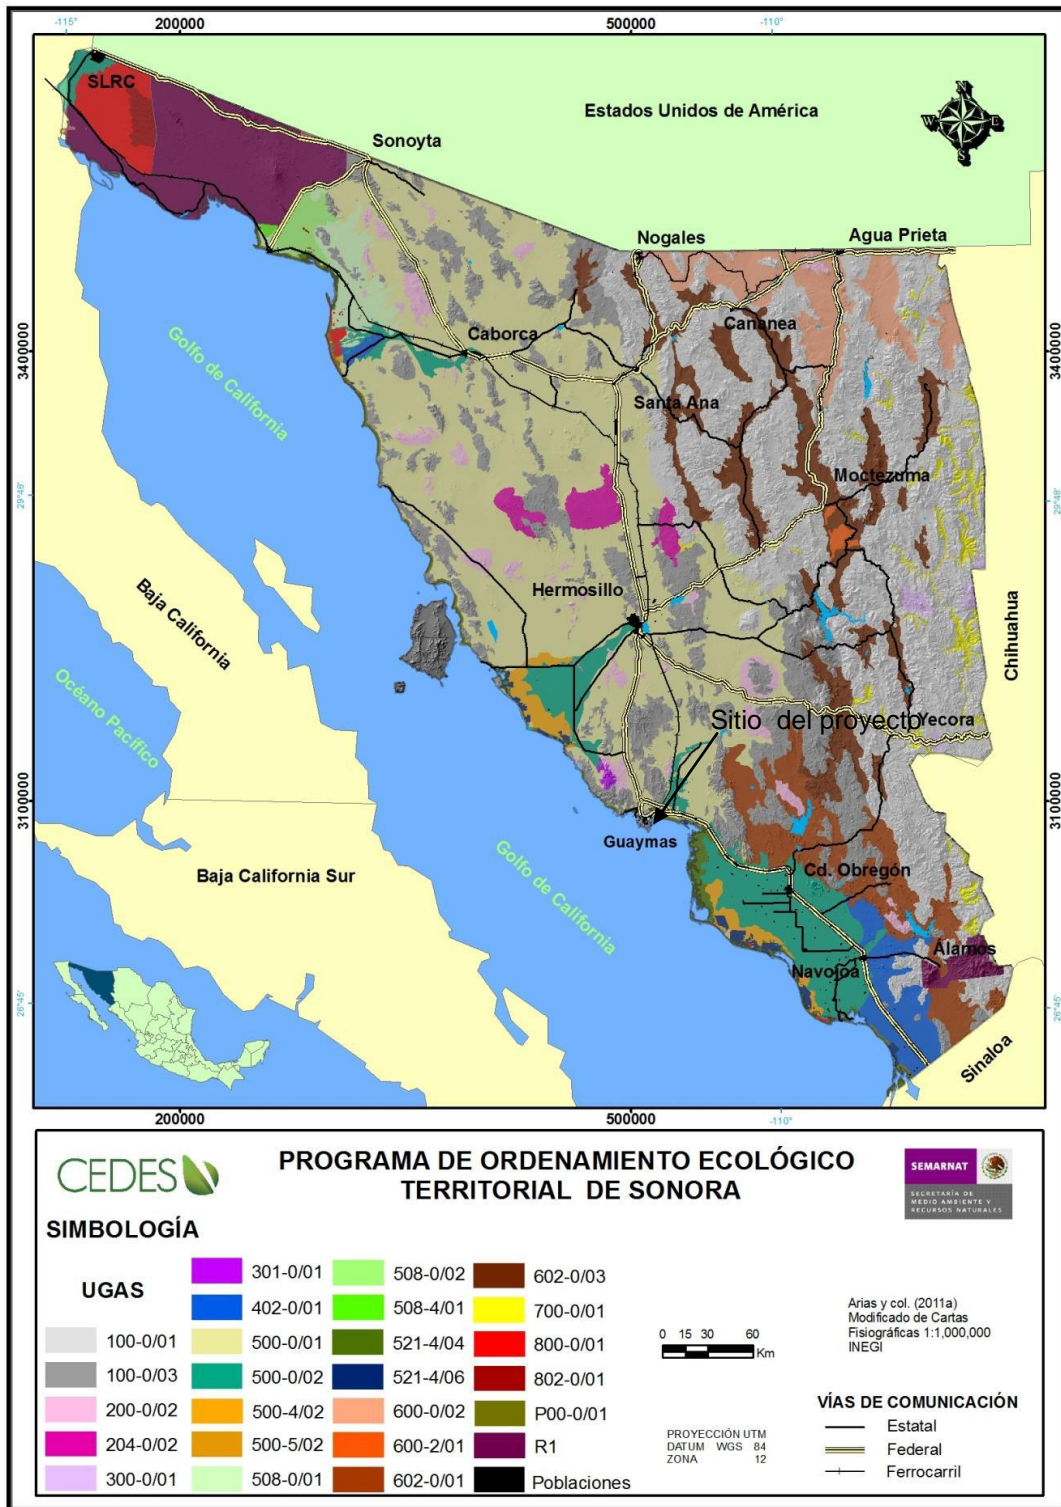 -115°
200000
500000
-110°
SLRC
Estados Unidos de América
N
W
E
S
Sonoyta
Nogales
Agua Prieta
3400000
3400000
Golfo de California
Caborca
Cananea
Santa Ana
29°48'
29°48'
Moctezuma
Hermosillo
Baja California
Chihuahua
Océano Pacífico
Sitio del proyecto
Yecora
3100000
3100000
Guaymas
Golfo de California
Baja California Sur
Cd. Obregón
Álamos
Navojoa
26°45'
26°45'
Sinaloa
200000
500000
-110°
CEDES
PROGRAMA DE ORDENAMIENTO ECOLÓGICO
TERRITORIAL DE SONORA
SEMARNAT
SECRETARÍA DE
MEDIO AMBIENTE Y
RECURSOS NATURALES
SIMBOLOGÍA
UGAS
100-0/01
100-0/03
200-0/02
204-0/02
300-0/01
301-0/01
402-0/01
500-0/01
500-0/02
500-4/02
500-5/02
508-0/01
508-0/02
508-4/01
521-4/04
521-4/06
600-0/02
600-2/01
602-0/01
602-0/03
700-0/01
800-0/01
802-0/01
P00-0/01
R1
Poblaciones
0 15 30 60
Km
Arias y col. (2011a)
Modificado de Cartas
Fisiográficas 1:1,000,000
INEGI
PROYECCIÓN UTM
DATUM WGS 84
ZONA 12
VÍAS DE COMUNICACIÓN
Estatal
Federal
Ferrocarril